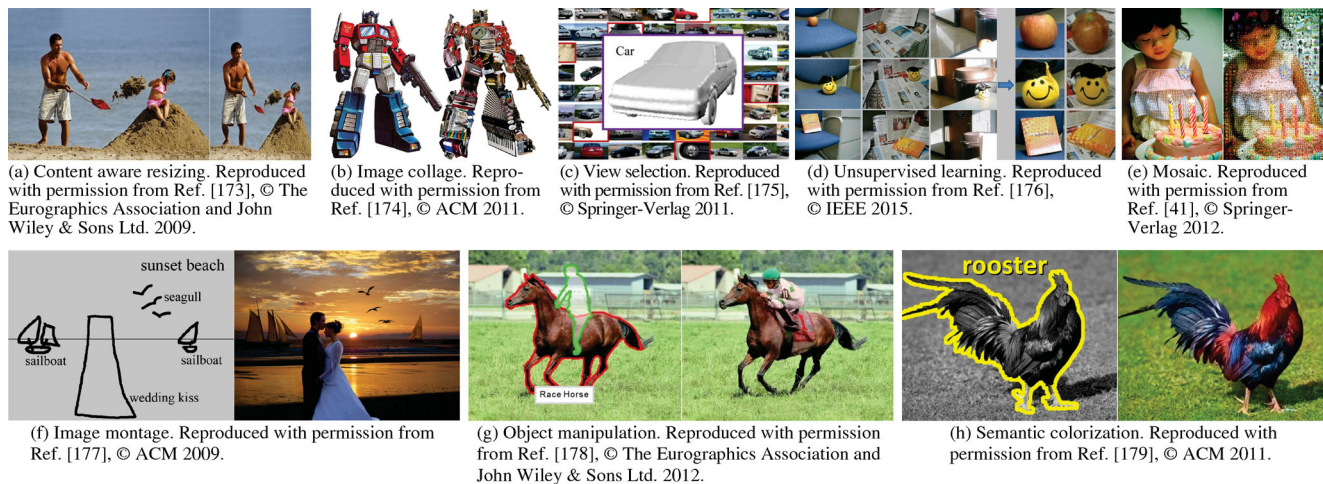 Car
(a) Content aware resizing. Reproduced
with permission from Ref. [173], © The
Eurographics Association and John
Wiley & Sons Ltd. 2009.
(b) Image collage. Repro-
duced with permission from
Ref. [174], © ACM 2011.
(c) View selection. Reproduced
with permission from Ref. [175],
© Springer-Verlag 2011.
(d) Unsupervised learning. Reproduced
with permission from Ref. [176],
© IEEE 2015.
(e) Mosaic. Reproduced
with permission from
Ref. [41], © Springer-
Verlag 2012.
sunset beach
seagull
sailboat
sailboat
wedding kiss
Race Horse
rooster
(f) Image montage. Reproduced with permission from
Ref. [177], © ACM 2009.
(g) Object manipulation. Reproduced with permission
from Ref. [178], © The Eurographics Association and
John Wiley & Sons Ltd. 2012.
(h) Semantic colorization. Reproduced with
permission from Ref. [179], © ACM 2011.